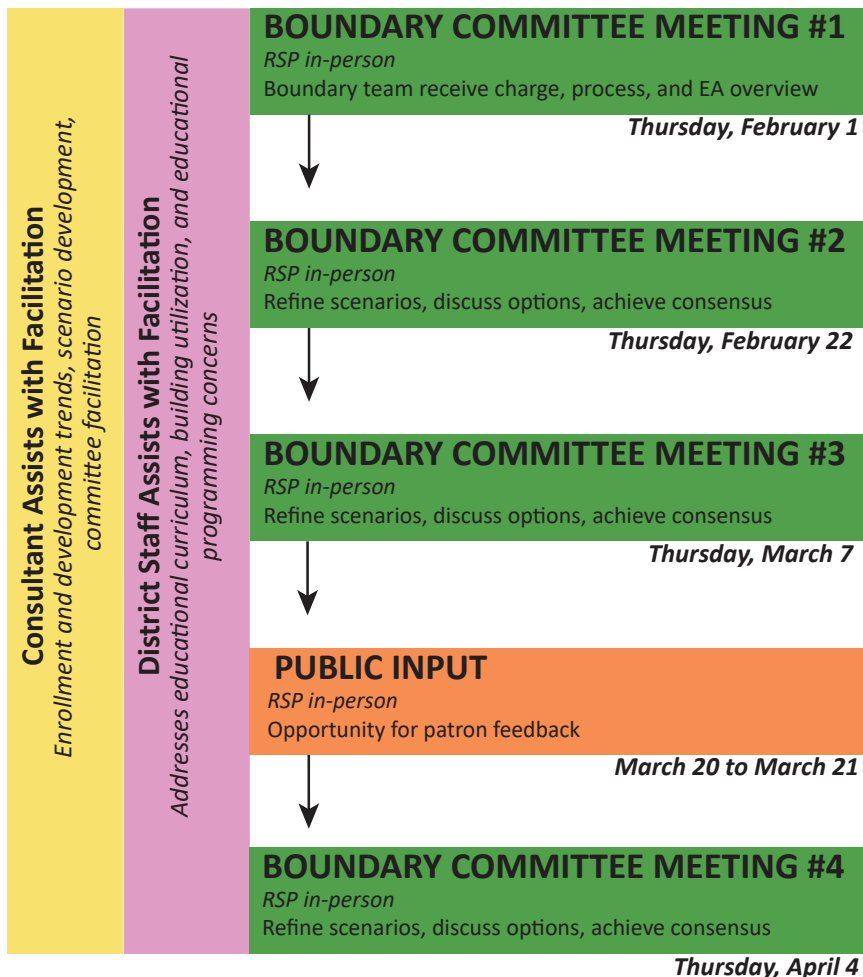 Consultant Assists with Facilitation
Enrollment and development trends, scenario development,
committee facilitation
District Staff Assists with Facilitation
Addresses educational curriculum, building utilization, and educational
programming concerns
BOUNDARY COMMITTEE MEETING #1
RSP in-person
Boundary team receive charge, process, and EA overview
Thursday, February 1
BOUNDARY COMMITTEE MEETING #2
RSP in-person
Refine scenarios, discuss options, achieve consensus
Thursday, February 22
BOUNDARY COMMITTEE MEETING #3
RSP in-person
Refine scenarios, discuss options, achieve consensus
Thursday, March 7
PUBLIC INPUT
RSP in-person
Opportunity for patron feedback
March 20 to March 21
BOUNDARY COMMITTEE MEETING #4
RSP in-person
Refine scenarios, discuss options, achieve consensus
Thursday, April 4